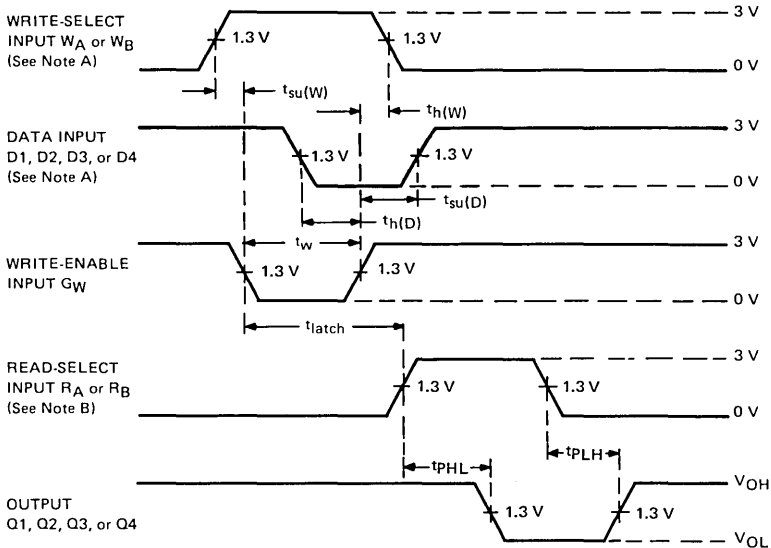 WRITE-SELECT
INPUT WA or WB
(See Note A)
3 V
1.3 V
1.3 V
0 V
tsu(W)
th(W)
DATA INPUT
D1, D2, D3, or D4
(See Note A)
3 V
1.3 V
1.3 V
0 V
tsu(D)
th(D)
WRITE-ENABLE
INPUT GW
tw
3 V
1.3 V
1.3 V
0 V
tlatch
READ-SELECT
INPUT RA or RB
(See Note B)
3 V
1.3 V
1.3 V
0 V
tPHL
tPLH
OUTPUT
Q1, Q2, Q3, or Q4
VOH
1.3 V
1.3 V
VOL